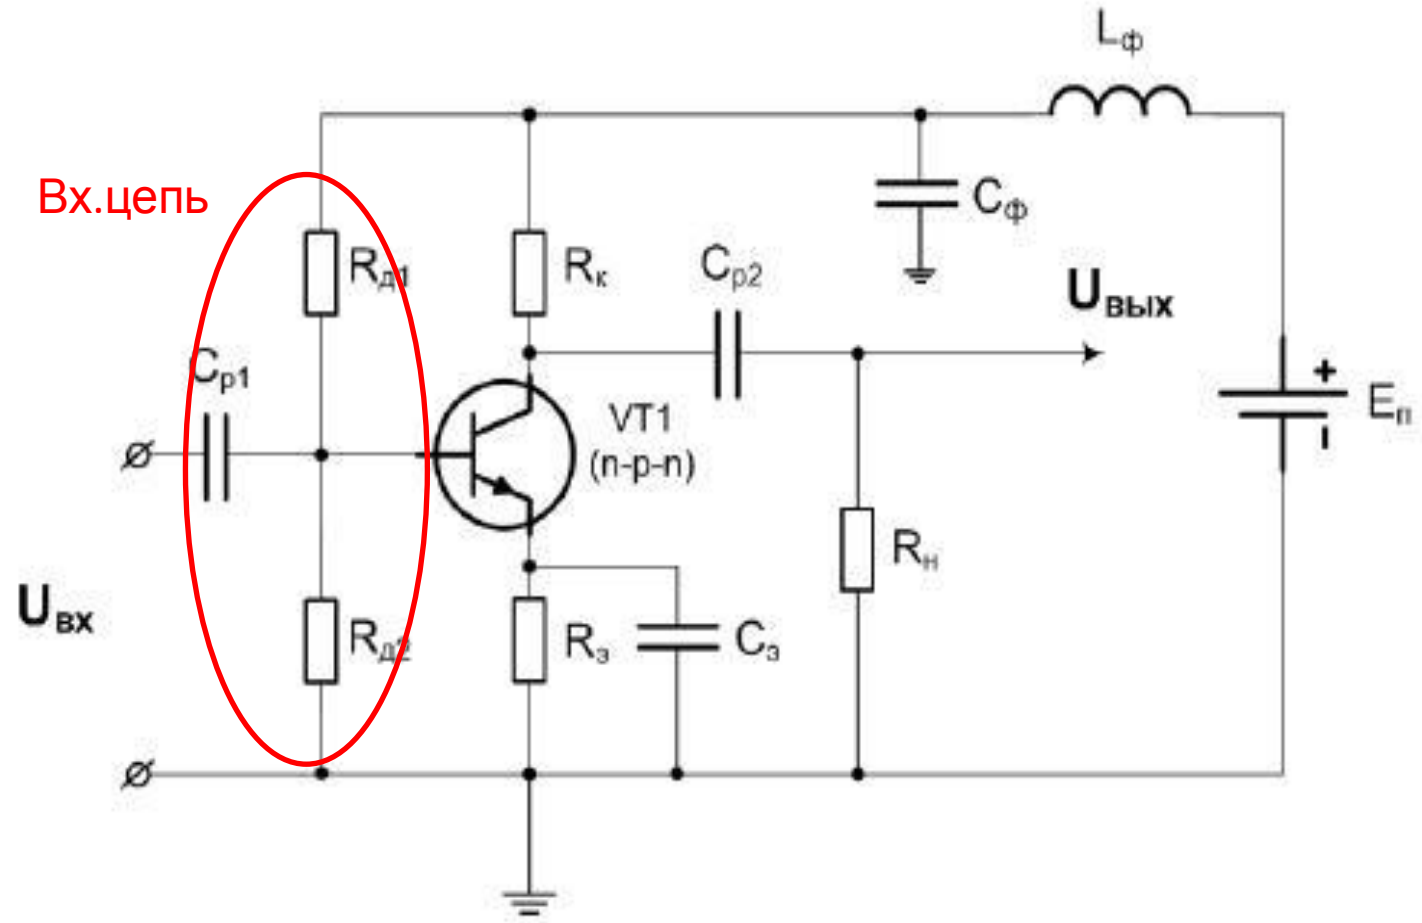 Lф
Вх.цепь
Cф
Rд1
Rк
Cр2
Uвых
Cр1
+
Eп
VT1
(n-p-n)
Rн
Uвх
Rд2
Rэ
Cэ